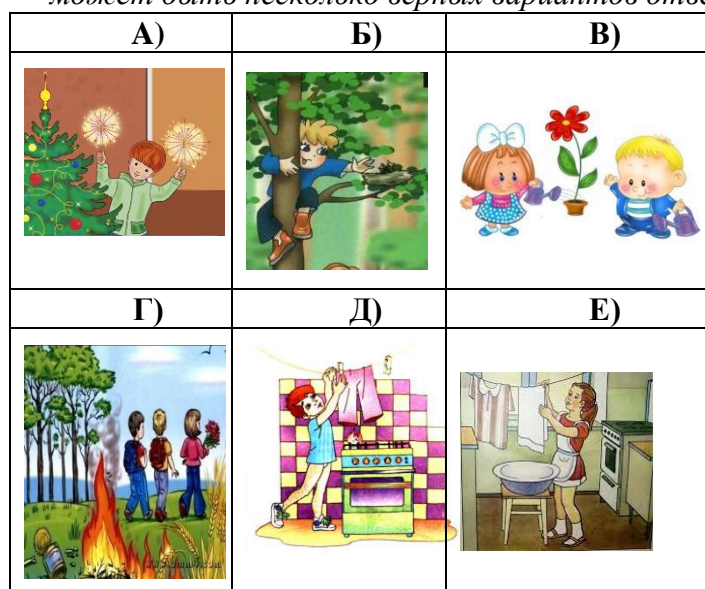 может быть несколько верных вариантов
А) Б) В)
Г) Д) Е)